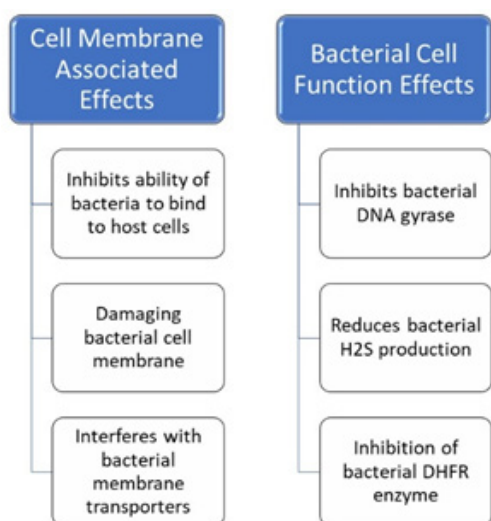 Cell Membrane
Associated
Effects
Inhibits ability of
bacteria to bind
to host cells
Damaging
bacterial cell
membrane
Interferes with
bacterial
membrane
transporters
Bacterial Cell
Function Effects
Inhibits bacterial
DNA gyrase
Reduces bacterial
H2S production
Inhibition of
bacterial DHFR
enzyme